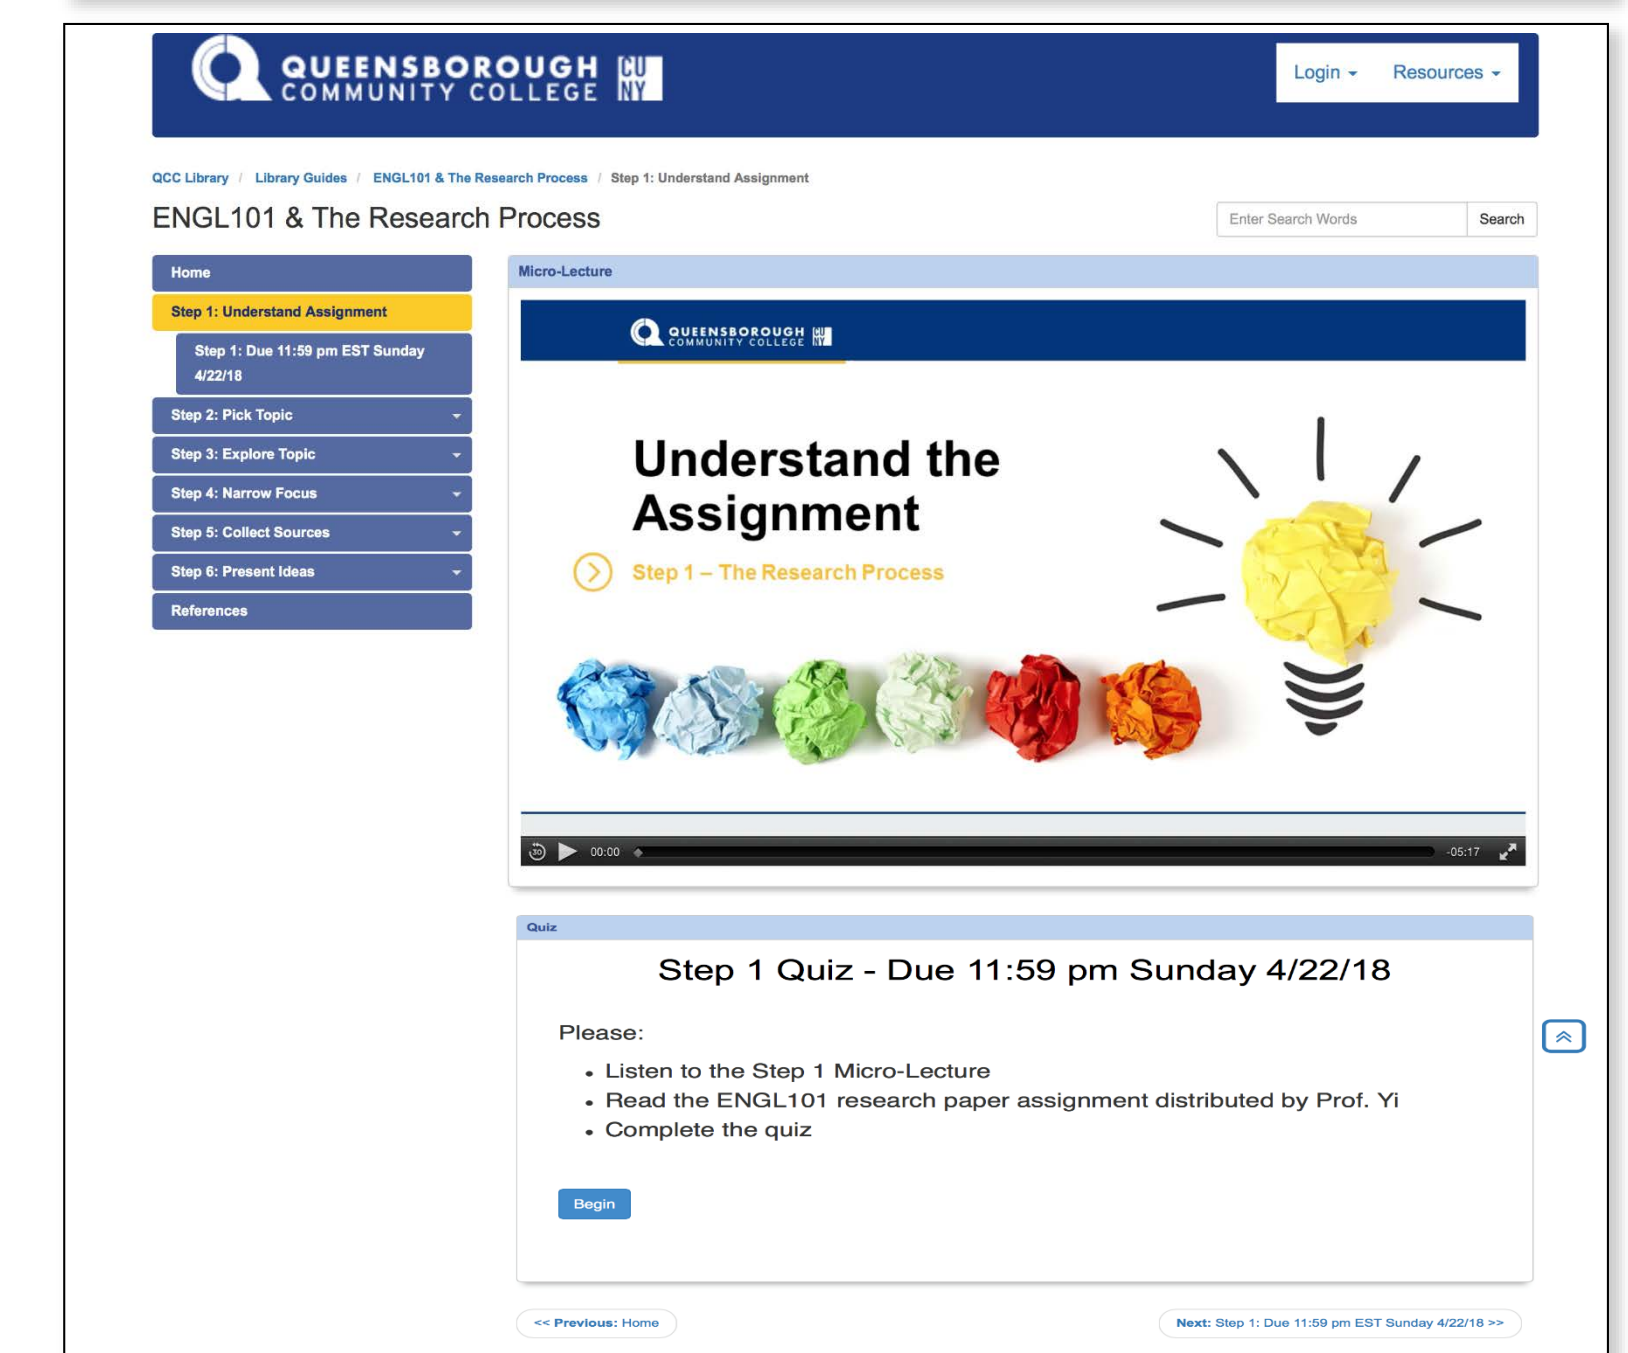 QUEENSBOROUGH CU
COMMUNITY COLLEGE NY
Login Resources
QCC Library / Library Guides / ENGL101 & The Research Process / Step 1: Understand Assignment
ENGL101 & The Research Process
Enter Search Words Search
Home
Step 1: Understand Assignment
Step 1: Due 11:59 pm EST Sunday
4/22/18
Step 2: Pick Topic
Step 3: Explore Topic
Step 4: Narrow Focus
Step 5: Collect Sources
Step 6: Present Ideas
References
Micro-Lecture
QUEENSBOROUGH CU
COMMUNITY COLLEGE NY
Understand the
Assignment
Step 1 – The Research Process
30 00:00 -05:17
Quiz
Step 1 Quiz - Due 11:59 pm Sunday 4/22/18
Please:
• Listen to the Step 1 Micro-Lecture
• Read the ENGL101 research paper assignment distributed by Prof. Yi
• Complete the quiz
Begin
<< Previous: Home
Next: Step 1: Due 11:59 pm EST Sunday 4/22/18 >>